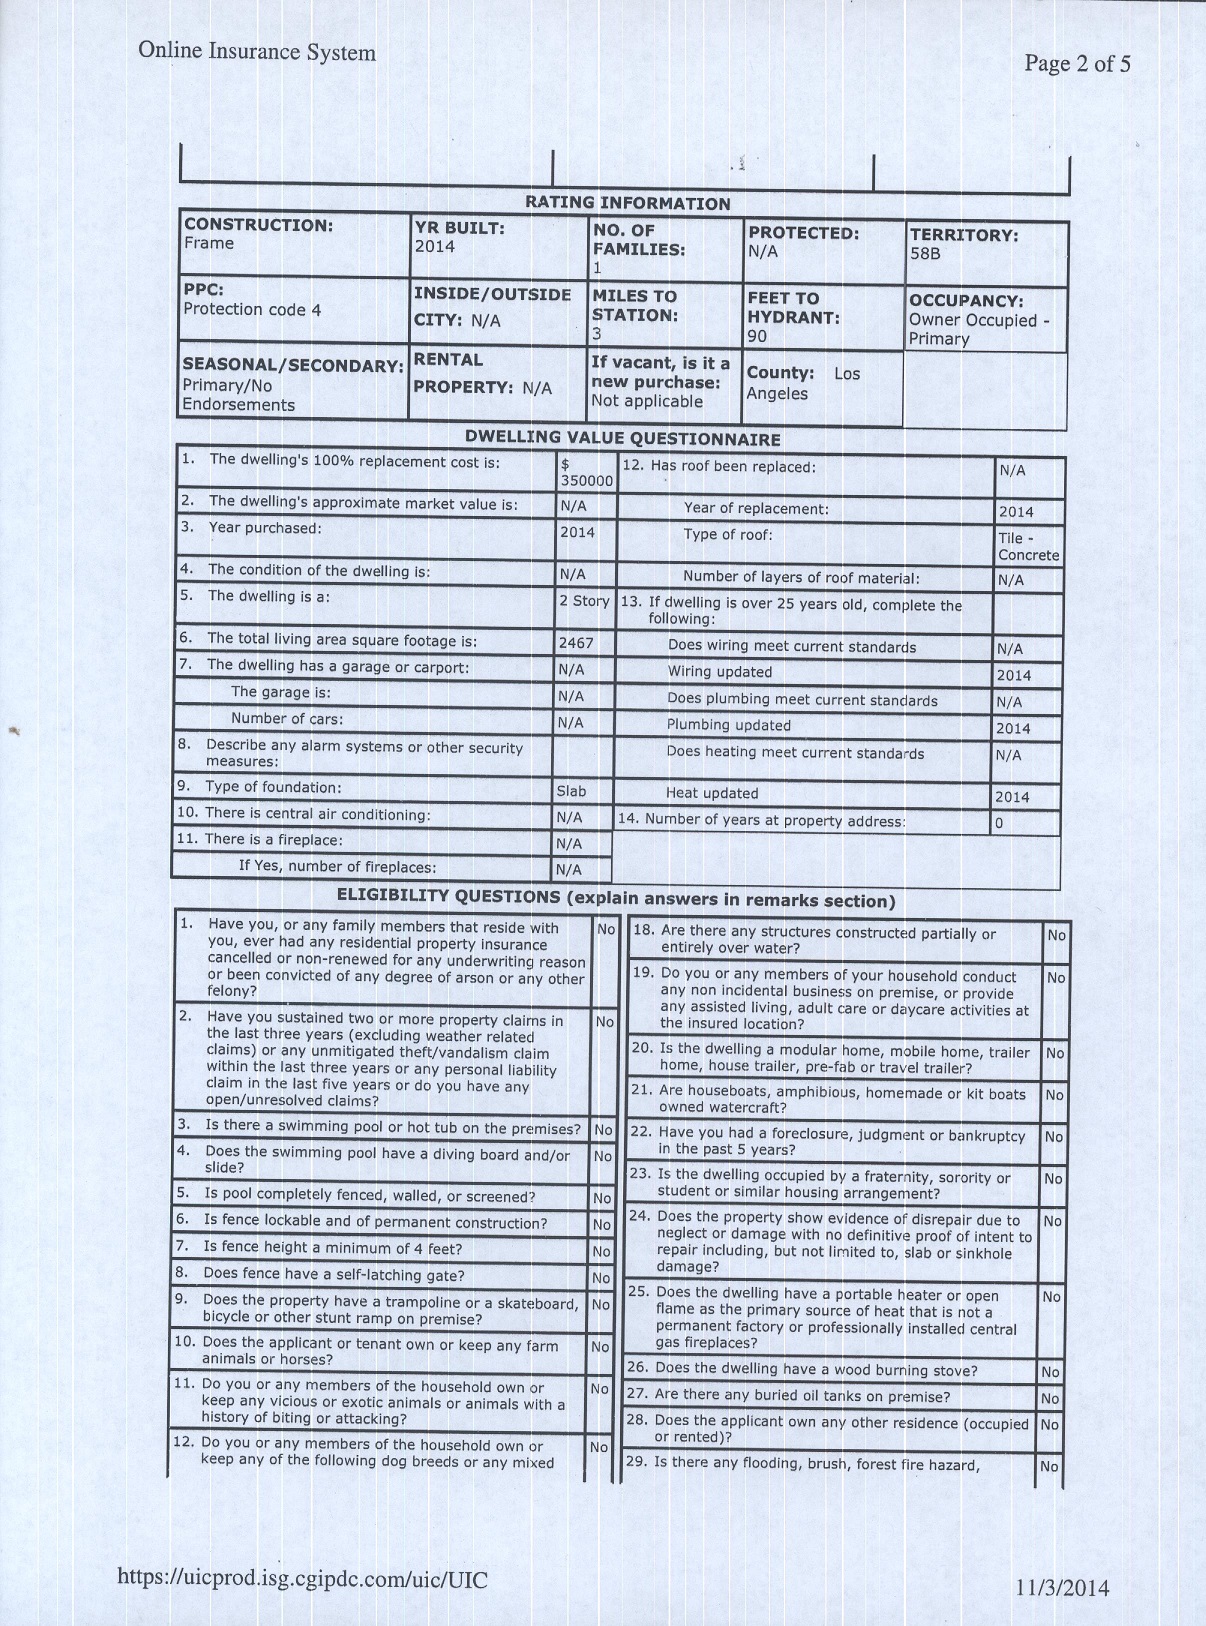 Online Insurance System
Page 2 of 5
RATING INFORMATION
CONSTRUCTION:
Frame
YR BUILT:
2014
NO. OF
FAMILIES:
1
PROTECTED:
N/A
TERRITORY:
58B
PPC:
Protection code 4
INSIDE/OUTSIDE
CITY: N/A
MILES TO
STATION:
3
FEET TO
HYDRANT:
90
OCCUPANCY:
Owner Occupied -
Primary
SEASONAL/SECONDARY:
Primary/No
Endorsements
RENTAL
PROPERTY: N/A
If vacant, is it a
new purchase:
Not applicable
County: Los
Angeles
DWELLING VALUE QUESTIONNAIRE
1. The dwelling's 100% replacement cost is:
$
350000
2. The dwelling's approximate market value is:
N/A
3. Year purchased:
2014
4. The condition of the dwelling is:
N/A
5. The dwelling is a:
2 Story
6. The total living area square footage is:
2467
7. The dwelling has a garage or carport:
N/A
The garage is:
N/A
Number of cars:
N/A
8. Describe any alarm systems or other security
measures:
9. Type of foundation:
Slab
10. There is central air conditioning:
N/A
11. There is a fireplace:
N/A
If Yes, number of fireplaces:
N/A
12. Has roof been replaced:
N/A
Year of replacement:
2014
Type of roof:
Tile -
Concrete
Number of layers of roof material:
N/A
13. If dwelling is over 25 years old, complete the
following:
Does wiring meet current standards
N/A
Wiring updated
2014
Does plumbing meet current standards
N/A
Plumbing updated
2014
Does heating meet current standards
N/A
Heat updated
2014
14. Number of years at property address:
0
ELIGIBILITY QUESTIONS (explain answers in remarks section)
1. Have you, or any family members that reside with
you, ever had any residential property insurance
cancelled or non-renewed for any underwriting reason
or been convicted of any degree of arson or any other
felony?
No
2. Have you sustained two or more property claims in
the last three years (excluding weather related
claims) or any unmitigated theft/vandalism claim
within the last three years or any personal liability
claim in the last five years or do you have any
open/unresolved claims?
No
3. Is there a swimming pool or hot tub on the premises?
No
4. Does the swimming pool have a diving board and/or
slide?
No
5. Is pool completely fenced, walled, or screened?
No
6. Is fence lockable and of permanent construction?
No
7. Is fence height a minimum of 4 feet?
No
8. Does fence have a self-latching gate?
No
9. Does the property have a trampoline or a skateboard,
bicycle or other stunt ramp on premise?
No
10. Does the applicant or tenant own or keep any farm
animals or horses?
No
11. Do you or any members of the household own or
keep any vicious or exotic animals or animals with a
history of biting or attacking?
No
12. Do you or any members of the household own or
keep any of the following dog breeds or any mixed
No
18. Are there any structures constructed partially or
entirely over water?
No
19. Do you or any members of your household conduct
any non incidental business on premise, or provide
any assisted living, adult care or daycare activities at
the insured location?
No
20. Is the dwelling a modular home, mobile home, trailer
home, house trailer, pre-fab or travel trailer?
No
21. Are houseboats, amphibious, homemade or kit boats
owned watercraft?
No
22. Have you had a foreclosure, judgment or bankruptcy
in the past 5 years?
No
23. Is the dwelling occupied by a fraternity, sorority or
student or similar housing arrangement?
No
24. Does the property show evidence of disrepair due to
neglect or damage with no definitive proof of intent to
repair including, but not limited to, slab or sinkhole
damage?
No
25. Does the dwelling have a portable heater or open
flame as the primary source of heat that is not a
permanent factory or professionally installed central
gas fireplaces?
No
26. Does the dwelling have a wood burning stove?
No
27. Are there any buried oil tanks on premise?
No
28. Does the applicant own any other residence (occupied
or rented)?
No
29. Is there any flooding, brush, forest fire hazard,
No
https://uicprod.isg.cgipdc.com/uic/UIC
11/3/2014